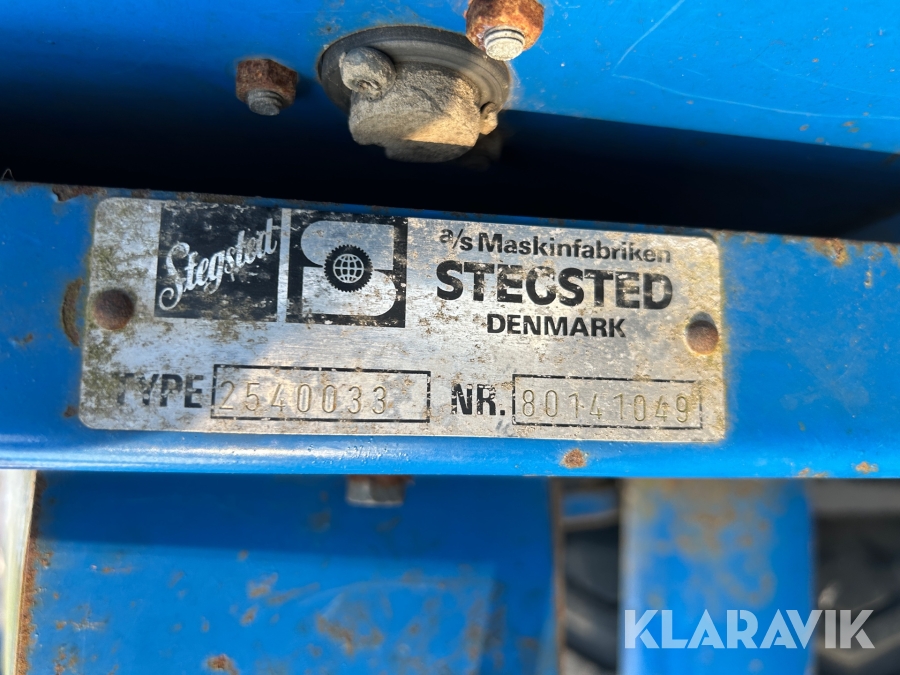 Stegsted
a/s Maskinfabriken
STEGSTED
DENMARK
TYPE 2540033 NR. 80141049
KLARAVIK